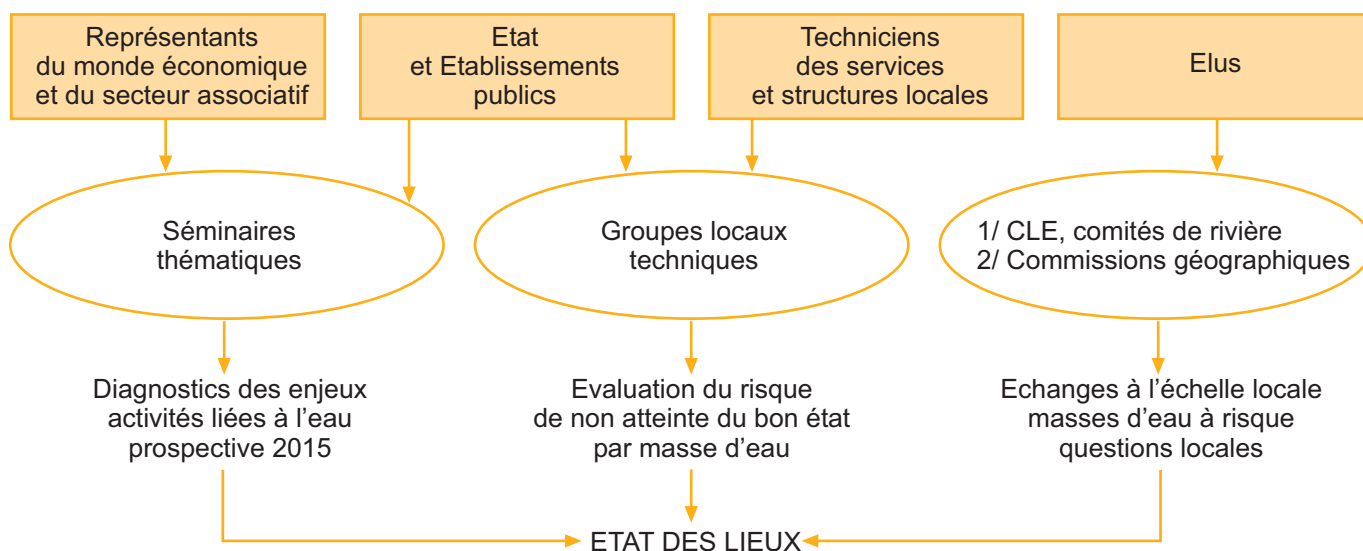 Représentants
du monde économique
et du secteur associatif
Etat
et Etablissements
publics
Techniciens
des services
et structures locales
Elus
Séminaires
thématiques
Groupes locaux
techniques
1/ CLE, comités de rivière
2/ Commissions géographiques
Diagnostics des enjeux
activités liées à l’eau
prospective 2015
Evaluation du risque
de non atteinte du bon état
par masse d’eau
Echanges à l’échelle locale
masses d’eau à risque
questions locales
ETAT DES LIEUX